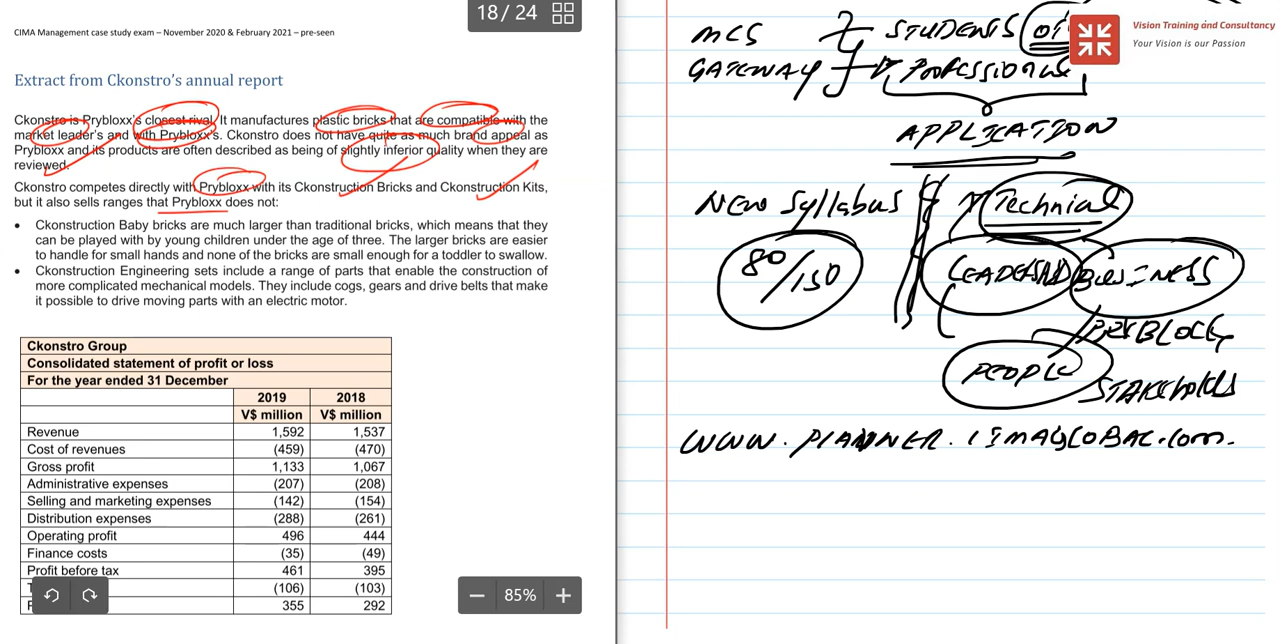 18 / 24
CIMA Management case study exam – November 2020 & February 2021 – pre-seen
Extract from Ckonstro's annual report
Ckonstro is Prybloxx's closest rival. It manufactures plastic bricks that are compatible with the
market leader's and with Prybloxx's. Ckonstro does not have quite as much brand appeal as
Prybloxx and its products are often described as being of slightly inferior quality when they are
reviewed.
Ckonstro competes directly with Prybloxx with its Ckonstruction Bricks and Ckonstruction Kits,
but it also sells ranges that Prybloxx does not:
• Ckonstruction Baby bricks are much larger than traditional bricks, which means that they
can be played with by young children under the age of three. The larger bricks are easier
to handle for small hands and none of the bricks are small enough for a toddler to swallow.
• Ckonstruction Engineering sets include a range of parts that enable the construction of
more complicated mechanical models. They include cogs, gears and drive belts that make
it possible to drive moving parts with an electric motor.
Ckonstro Group
Consolidated statement of profit or loss
For the year ended 31 December
2019 2018
V$ million V$ million
Revenue 1,592 1,537
Cost of revenues (459) (470)
Gross profit 1,133 1,067
Administrative expenses (207) (208)
Selling and marketing expenses (142) (154)
Distribution expenses (288) (261)
Operating profit 496 444
Finance costs (35) (49)
Profit before tax 461 395
(106) (103)
355 292
85%
MCS STUDENTS OF
GATEWAY PROFESSIONALS
APPLICATION
NEW Syllabus Technical
80/150 LEADERSHIP BUSINESS
PRYBLOCK
PEOPLE STAKEHOLDERS
WWW.PLANNER.CIMAGLOBAL.COM.
Vision Training and Consultancy
Your Vision is our Passion